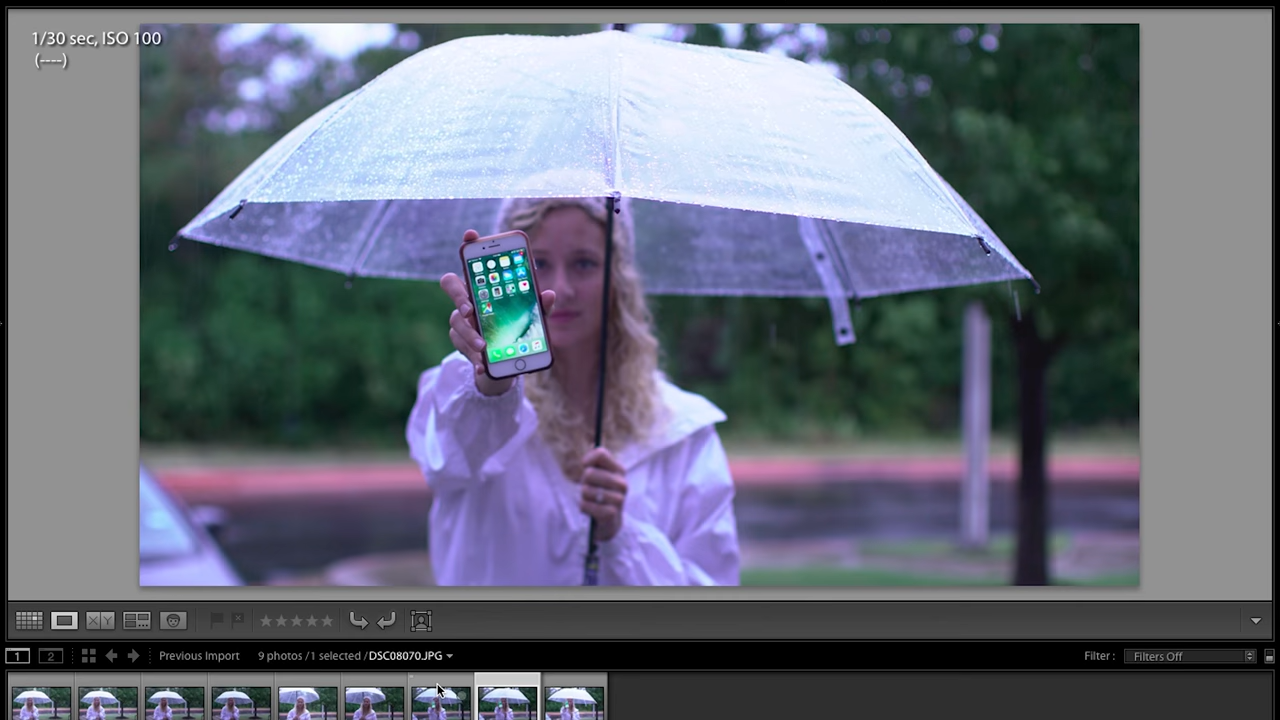 1/30 sec, ISO 100
(----)
1 2 Previous Import 9 photos /1 selected /DSC08070.JPG Filter : Filters Off